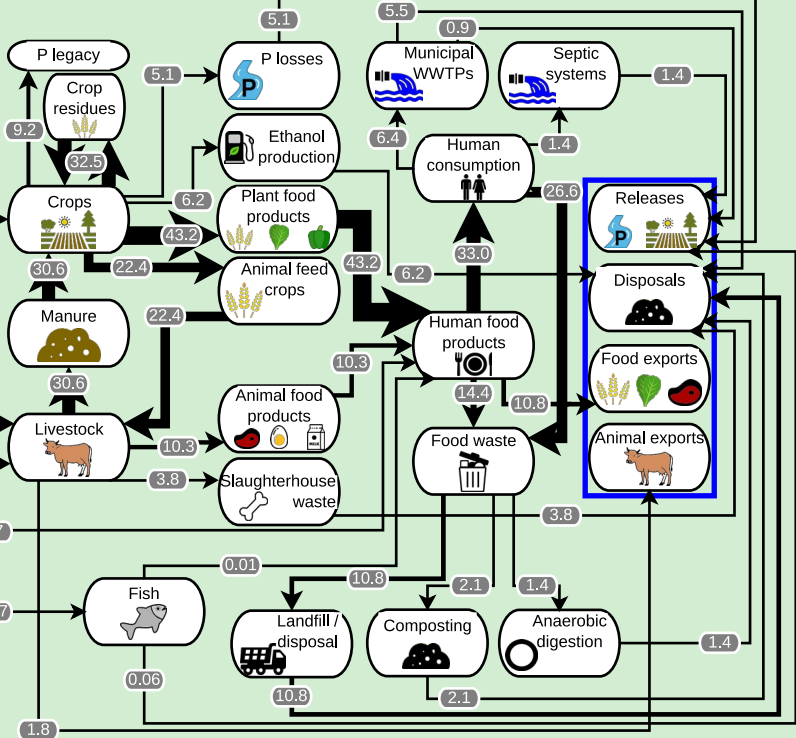 5.1
5.5
0.9
P legacy
P losses
Municipal
WWTPs
Septic
systems
5.1
1.4
Crop
residues
P
9.2
Ethanol
production
6.4
Human
consumption
1.4
32.5
6.2
26.6
Crops
Plant food
products
Releases
P
43.2
43.2
33.0
30.6
22.4
Animal feed
crops
6.2
Disposals
Manure
22.4
Human food
products
10.3
Food exports
30.6
Animal food
products
14.4
10.8
MILK
Livestock
10.3
Food waste
Animal exports
3.8
Slaughterhouse
waste
3.8
7
0.01
10.8
2.1
1.4
Fish
7
Landfill /
disposal
Composting
Anaerobic
digestion
1.4
0.06
10.8
2.1
1.8